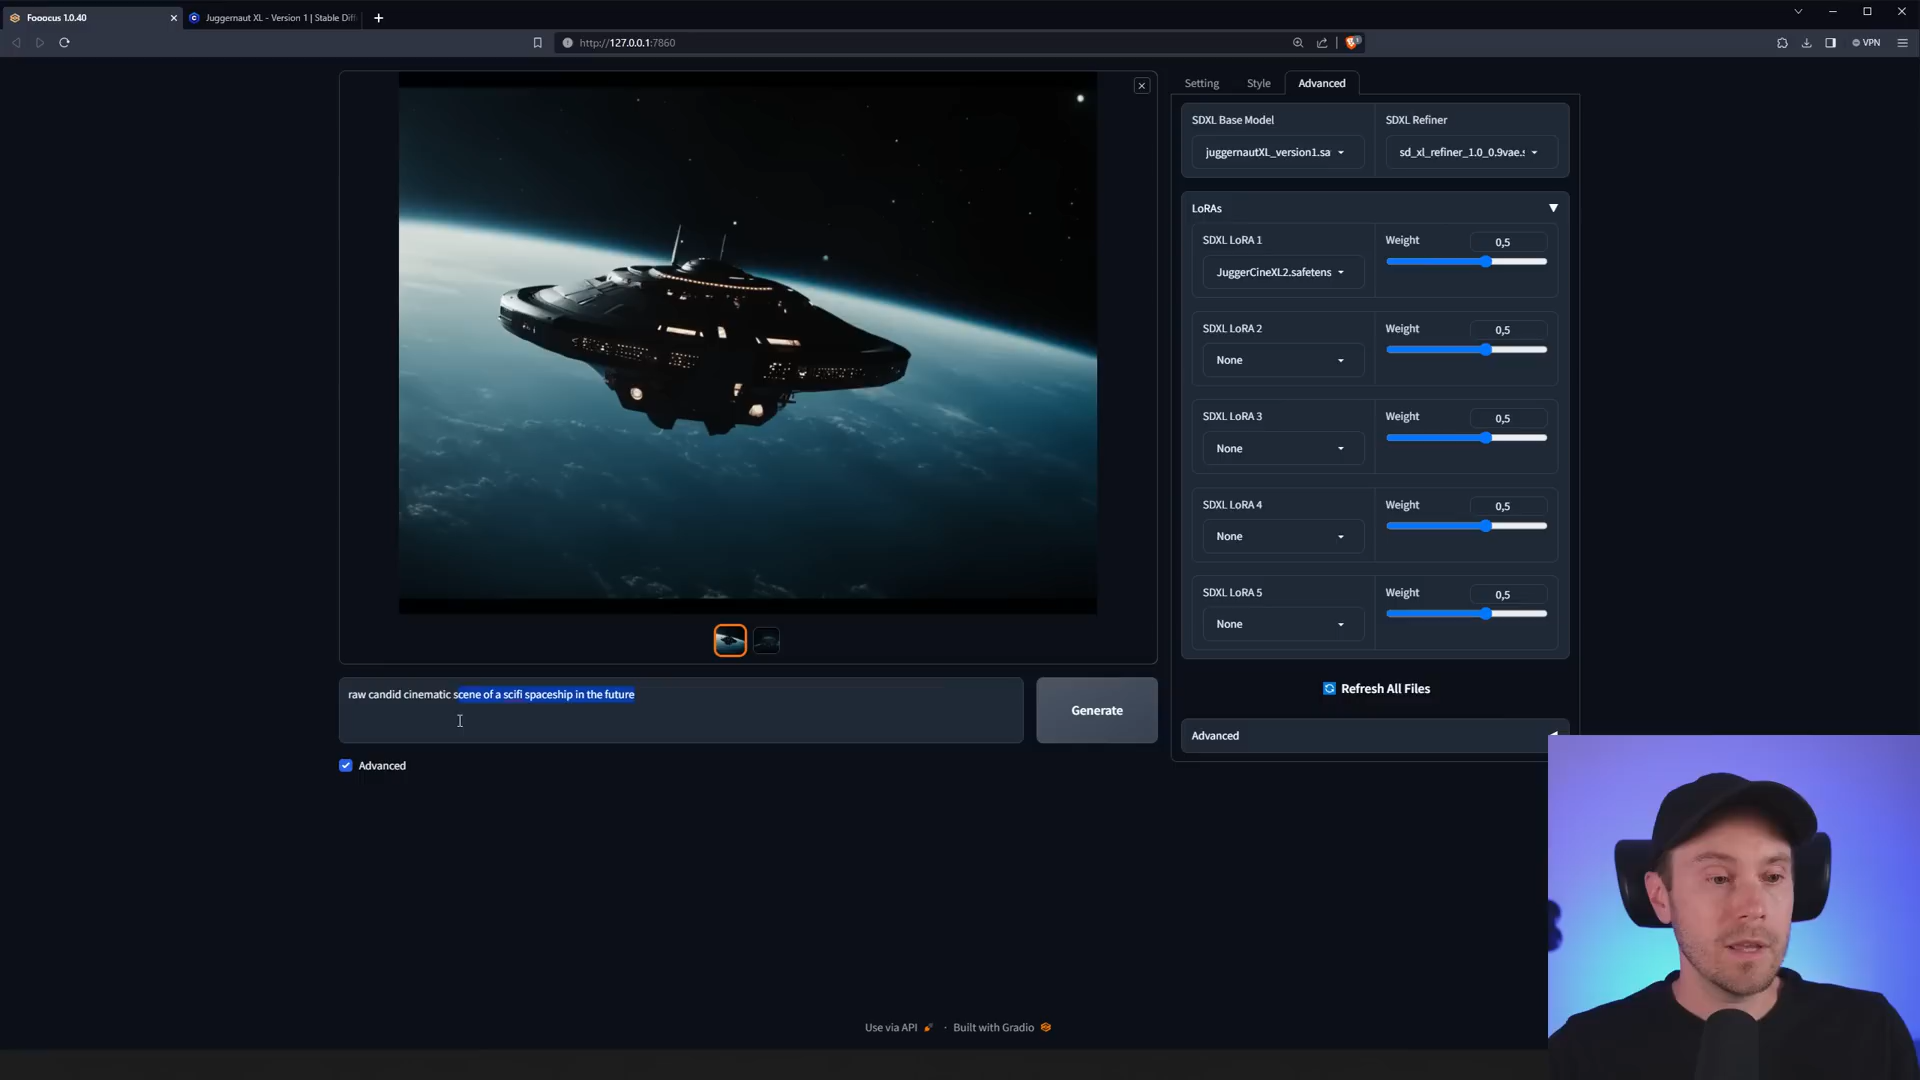 Fooocus 1.0.40
Juggernaut XL - Version 1 | Stable Dif
http://127.0.0.1:7860
VPN
Setting
Style
Advanced
SDXL Base Model
SDXL Refiner
juggernautXL_version1.sa
sd_xl_refiner_1.0_0.9vae.s
LoRAs
SDXL LoRA 1
Weight
0,5
JuggerCineXL2.safetens
SDXL LoRA 2
Weight
0,5
None
SDXL LoRA 3
Weight
0,5
None
SDXL LoRA 4
Weight
0,5
None
SDXL LoRA 5
Weight
0,5
None
Refresh All Files
Advanced
raw candid cinematic scene of a scifi spaceship in the future
Generate
Advanced
Use via API
·
Built with Gradio